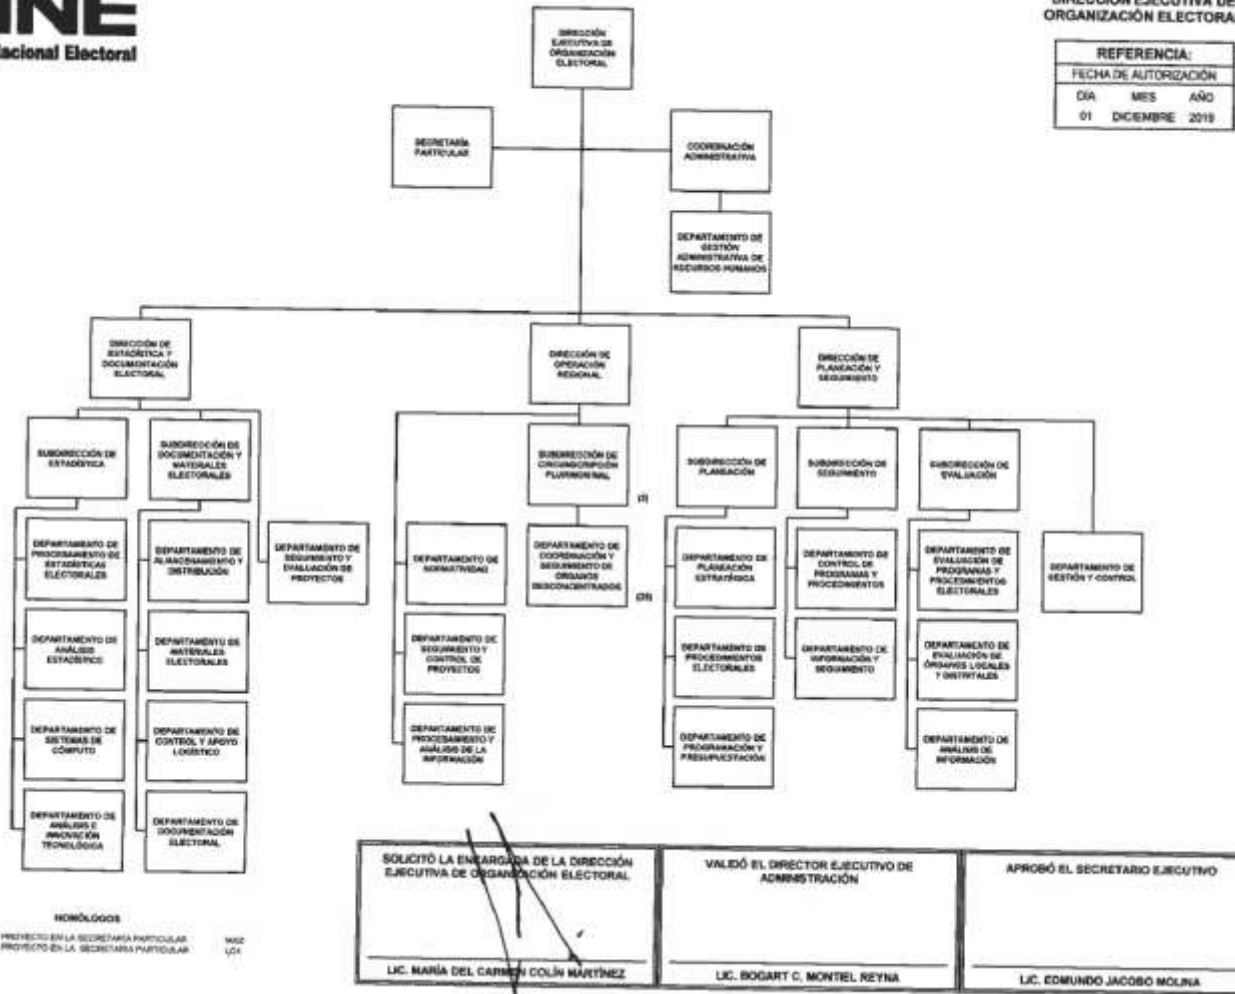 INE
Nacional Electoral
DIRECCIÓN EJECUTIVA DE
ORGANIZACIÓN ELECTORAL
REFERENCIA:
FECHA DE AUTORIZACIÓN
DÍA MES AÑO
01 DICIEMBRE 2019
DIRECCIÓN
EJECUTIVA DE
ORGANIZACIÓN
ELECTORAL
SECRETARÍA
PARTICULAR
COORDINACIÓN
ADMINISTRATIVA
DEPARTAMENTO DE
GESTIÓN
ADMINISTRATIVA DE
RECURSOS HUMANOS
DIRECCIÓN DE
ESTADÍSTICA Y
DOCUMENTACIÓN
ELECTORAL
DIRECCIÓN DE
OPERACIÓN
REGIONAL
DIRECCIÓN DE
PLANEACIÓN Y
SEGUIMIENTO
SUBDIRECCIÓN DE
ESTADÍSTICA
SUBDIRECCIÓN DE
DOCUMENTACIÓN Y
MATERIALES
ELECTORALES
SUBDIRECCIÓN DE
CIRCUNSCRIPCIÓN
PLURINOMINAL
SUBDIRECCIÓN DE
PLANEACIÓN
SUBDIRECCIÓN DE
SEGUIMIENTO
SUBDIRECCIÓN DE
EVALUACIÓN
DEPARTAMENTO DE
PROCESAMIENTO DE
ESTADÍSTICAS
ELECTORALES
DEPARTAMENTO DE
ALMACENAMIENTO Y
DISTRIBUCIÓN
DEPARTAMENTO DE
SEGUIMIENTO Y
EVALUACIÓN DE
PROYECTOS
DEPARTAMENTO DE
NORMATIVIDAD
DEPARTAMENTO DE
COORDINACIÓN Y
SEGUIMIENTO DE
ÓRGANOS
DESCONCENTRADOS
DEPARTAMENTO DE
PLANEACIÓN
ESTRATÉGICA
DEPARTAMENTO DE
CONTROL DE
PROGRAMAS Y
PROCEDIMIENTOS
DEPARTAMENTO DE
EVALUACIÓN DE
PROGRAMAS Y
PROCEDIMIENTOS
ELECTORALES
DEPARTAMENTO DE
GESTIÓN Y CONTROL
DEPARTAMENTO DE
ANÁLISIS
ESTADÍSTICO
DEPARTAMENTO DE
MATERIALES
ELECTORALES
DEPARTAMENTO DE
SEGUIMIENTO Y
CONTROL DE
PROYECTOS
DEPARTAMENTO DE
PROCEDIMIENTOS
ELECTORALES
DEPARTAMENTO DE
INFORMACIÓN Y
SEGUIMIENTO
DEPARTAMENTO DE
EVALUACIÓN DE
ÓRGANOS LOCALES
Y DISTRITALES
DEPARTAMENTO DE
SISTEMAS DE
CÓMPUTO
DEPARTAMENTO DE
CONTROL Y APOYO
LOGÍSTICO
DEPARTAMENTO DE
PROCESAMIENTO Y
ANÁLISIS DE LA
INFORMACIÓN
DEPARTAMENTO DE
PROGRAMACIÓN Y
PRESUPUESTACIÓN
DEPARTAMENTO DE
ANÁLISIS DE
INFORMACIÓN
DEPARTAMENTO DE
ANÁLISIS E
INNOVACIÓN
TECNOLÓGICA
DEPARTAMENTO DE
DOCUMENTACIÓN
ELECTORAL
SOLICITÓ LA ENCARGADA DE LA DIRECCIÓN
EJECUTIVA DE ORGANIZACIÓN ELECTORAL
LIC. MARÍA DEL CARMEN COLÍN MARTÍNEZ
VALIDÓ EL DIRECTOR EJECUTIVO DE
ADMINISTRACIÓN
LIC. BOGART C. MONTIEL REYNA
APROBÓ EL SECRETARIO EJECUTIVO
LIC. EDMUNDO JACOBO MOLINA
HOMÓLOGOS
PROYECTO EN LA SECRETARÍA PARTICULAR
PROYECTO EN LA SECRETARÍA PARTICULAR